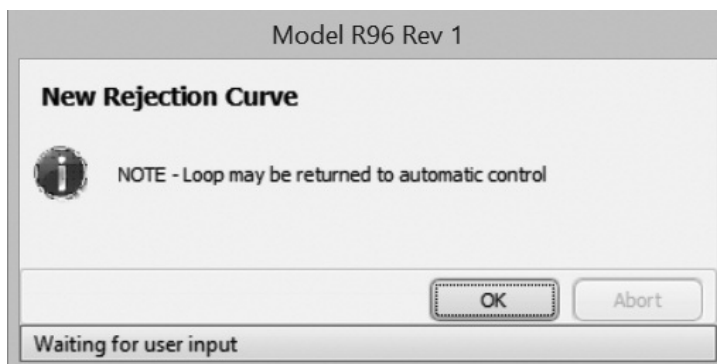 Model R96 Rev 1
New Rejection Curve
NOTE - Loop may be returned to automatic control
OK
Abort
Waiting for user input